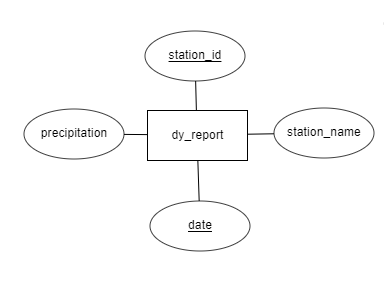 station_id
precipitation
dy_report
station_name
date